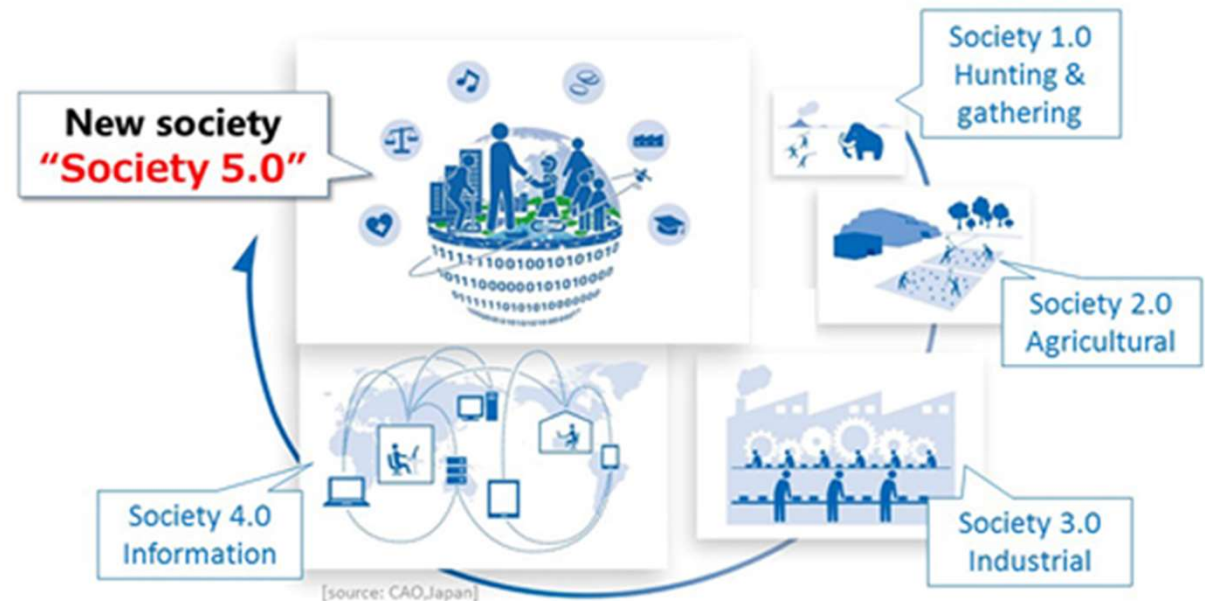 New society
“Society 5.0”
Society 1.0
Hunting &
gathering
Society 2.0
Agricultural
Society 3.0
Industrial
Society 4.0
Information
[source: CAO,Japan]